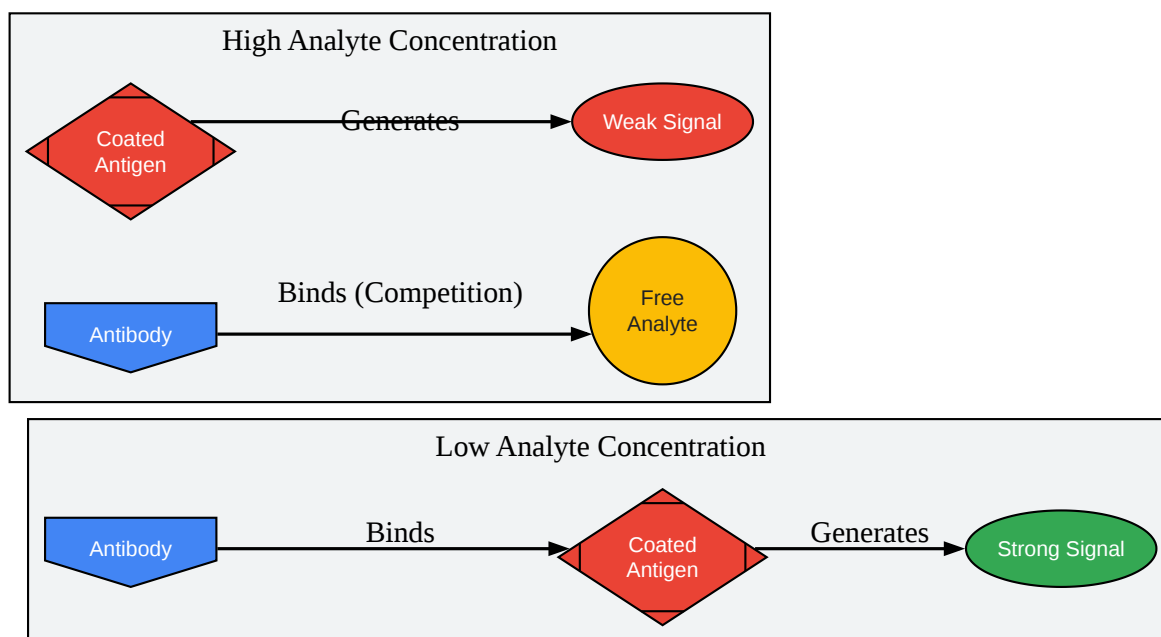 High Analyte Concentration
Coated
Antigen
Generates
Weak Signal
Antibody
Binds (Competition)
Free
Analyte
Low Analyte Concentration
Antibody
Binds
Coated
Antigen
Generates
Strong Signal